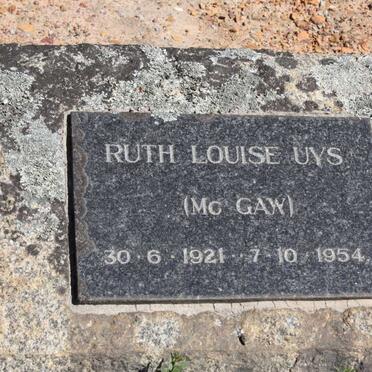 RUTH LOUISE UYS
(Mc GAW)
30·6·1921 - 7·10·1954.